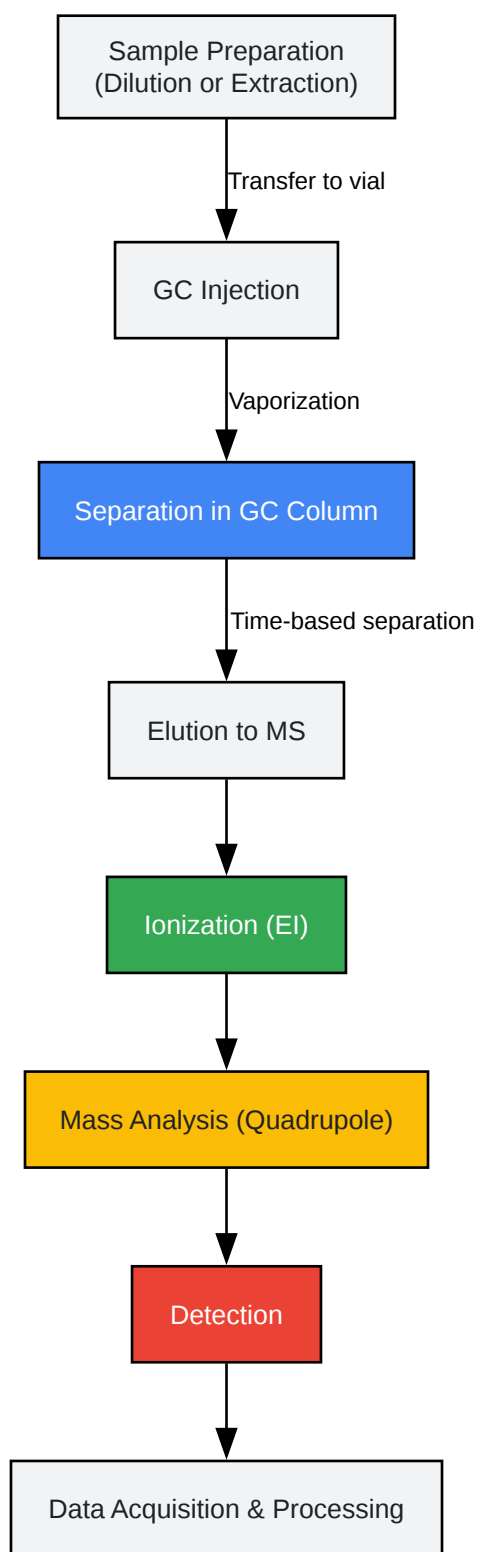 Sample Preparation
(Dilution or Extraction)
Transfer to vial
GC Injection
Vaporization
Separation in GC Column
Time-based separation
Elution to MS
Ionization (EI)
Mass Analysis (Quadrupole)
Detection
Data Acquisition & Processing